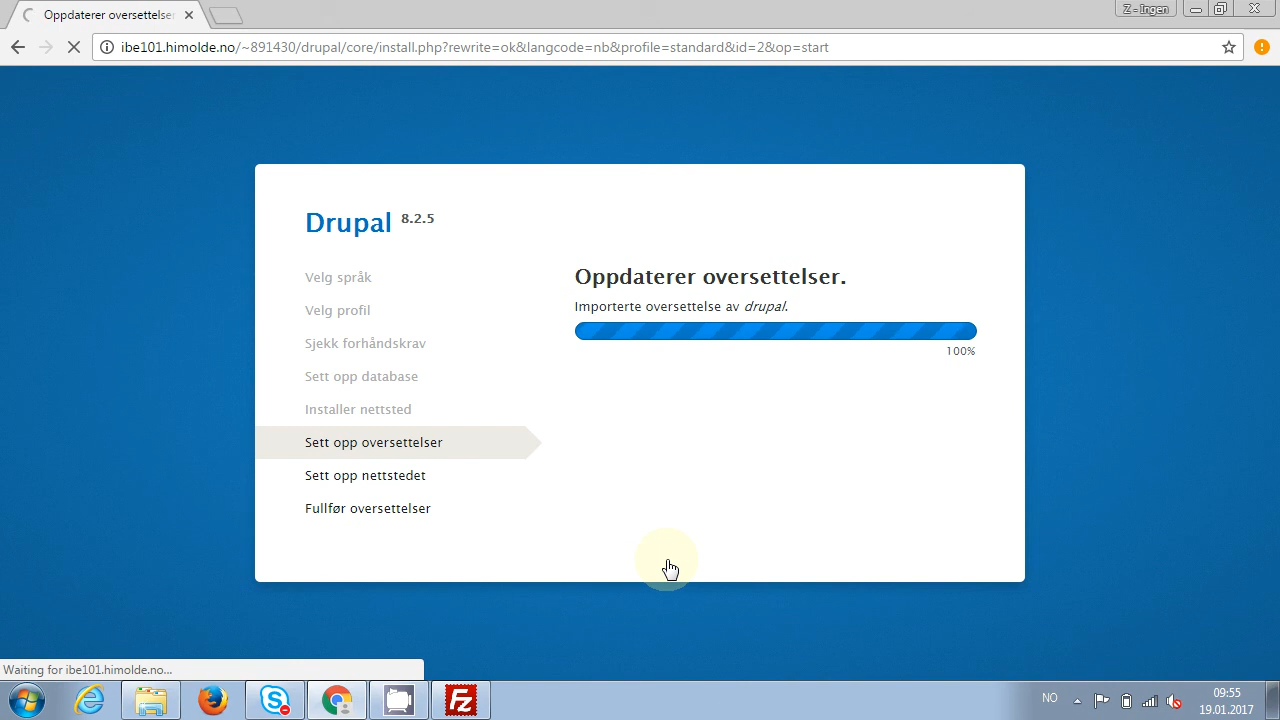 Oppdaterer oversettelser
Z - Ingen
ibe101.himolde.no/~891430/drupal/core/install.php?rewrite=ok&langcode=nb&profile=standard&id=2&op=start
Drupal 8.2.5
Velg språk
Velg profil
Sjekk forhåndskrav
Sett opp database
Installer nettsted
Sett opp oversettelser
Sett opp nettstedet
Fullfør oversettelser
Oppdaterer oversettelser.
Importerte oversettelse av drupal.
100%
Waiting for ibe101.himolde.no...
NO
09:55
19.01.2017